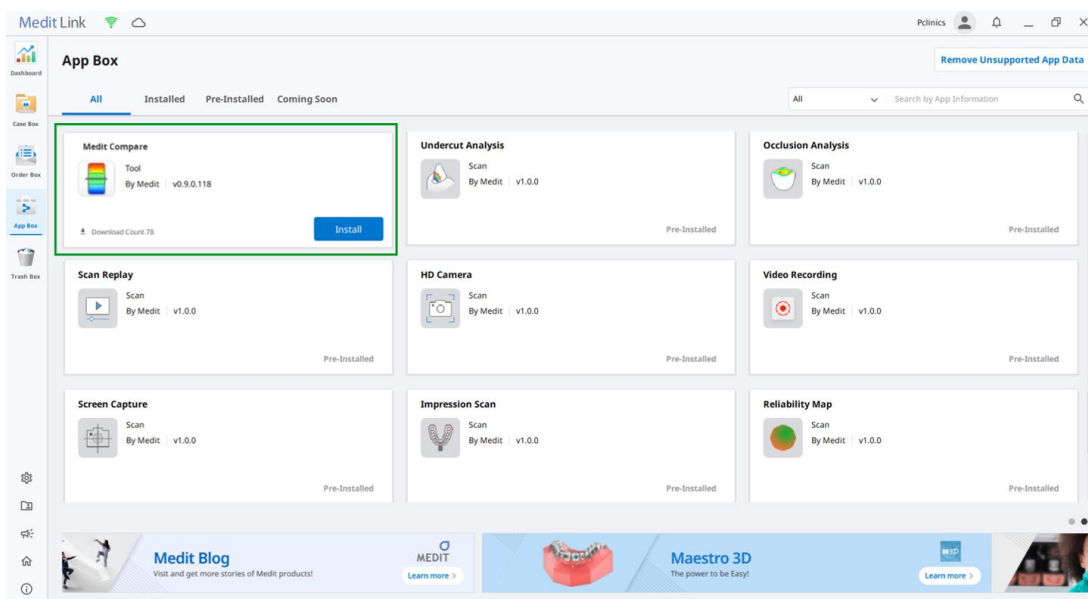 Medit Link
Pclinics
Dashboard
Case Box
Order Box
App Box
Trash Box
App Box
Remove Unsupported App Data
All Installed Pre-Installed Coming Soon
All Search by App Information
Medit Compare
Tool
By Medit v0.9.0.118
Download Count 78
Install
Undercut Analysis
Scan
By Medit v1.0.0
Pre-Installed
Occlusion Analysis
Scan
By Medit v1.0.0
Pre-Installed
Scan Replay
Scan
By Medit v1.0.0
Pre-Installed
HD Camera
Scan
By Medit v1.0.0
Pre-Installed
Video Recording
Scan
By Medit v1.0.0
Pre-Installed
Screen Capture
Scan
By Medit v1.0.0
Pre-Installed
Impression Scan
Scan
By Medit v1.0.0
Pre-Installed
Reliability Map
Scan
By Medit v1.0.0
Pre-Installed
Medit Blog
Visit and get more stories of Medit products!
MEDIT
Learn more >
Maestro 3D
The power to be Easy!
Learn more >